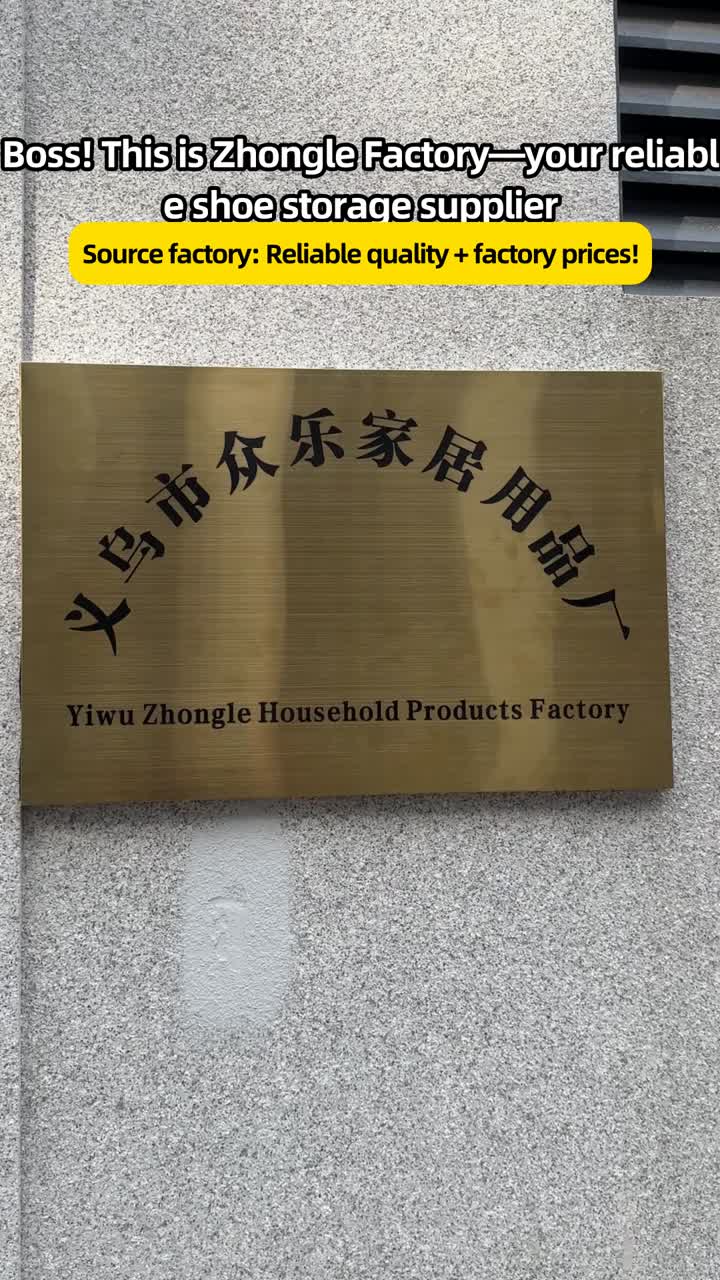 Boss! This is Zhongle Factory—your reliabl
e shoe storage supplier
Source factory: Reliable quality + factory prices!
义乌市众乐家居用品厂
Yiwu Zhongle Household Products Factory